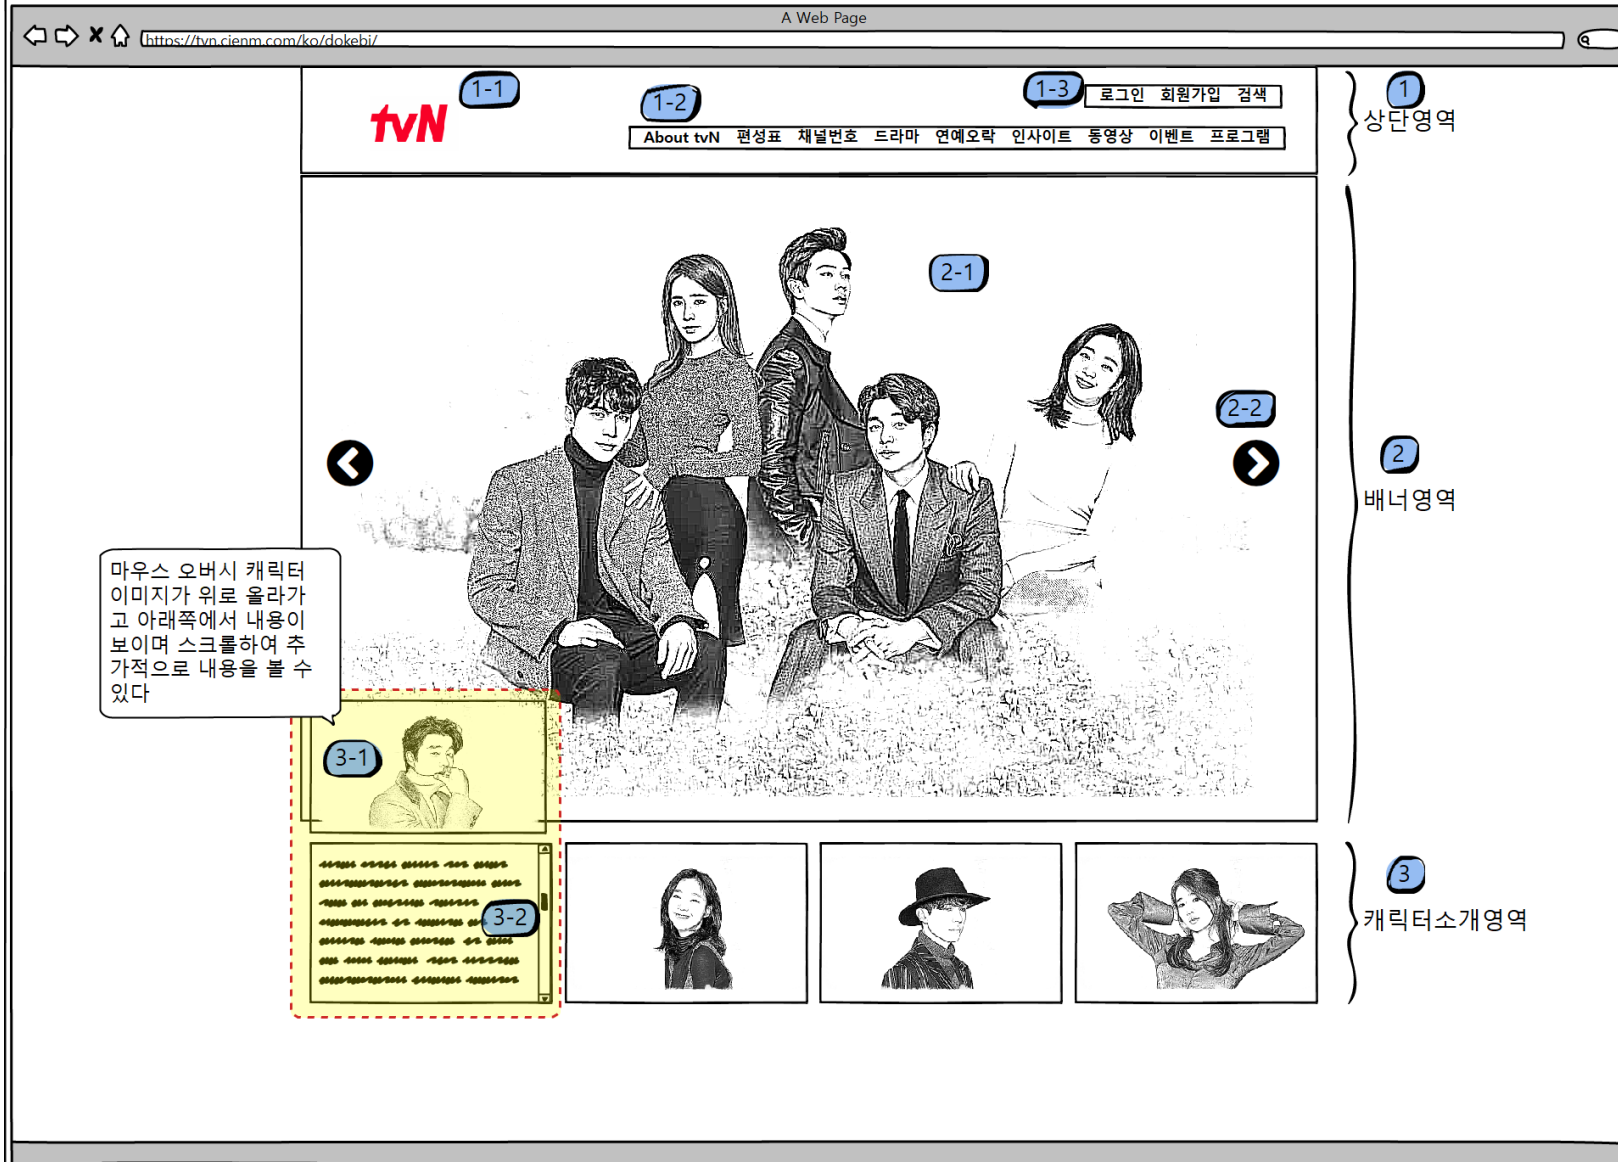 A Web Page
https://tvn.cjenm.com/ko/dokebi/
tvN
1-1
1-2
1-3
로그인 회원가입 검색
About tvN 편성표 채널번호 드라마 연예오락 인사이트 동영상 이벤트 프로그램
1
상단영역
2-1
2-2
2
배너영역
마우스 오버시 캐릭터
이미지가 위로 올라가
고 아래쪽에서 내용이
보이며 스크롤하여 추
가적으로 내용을 볼 수
있다
3-1
3-2
3
캐릭터소개영역